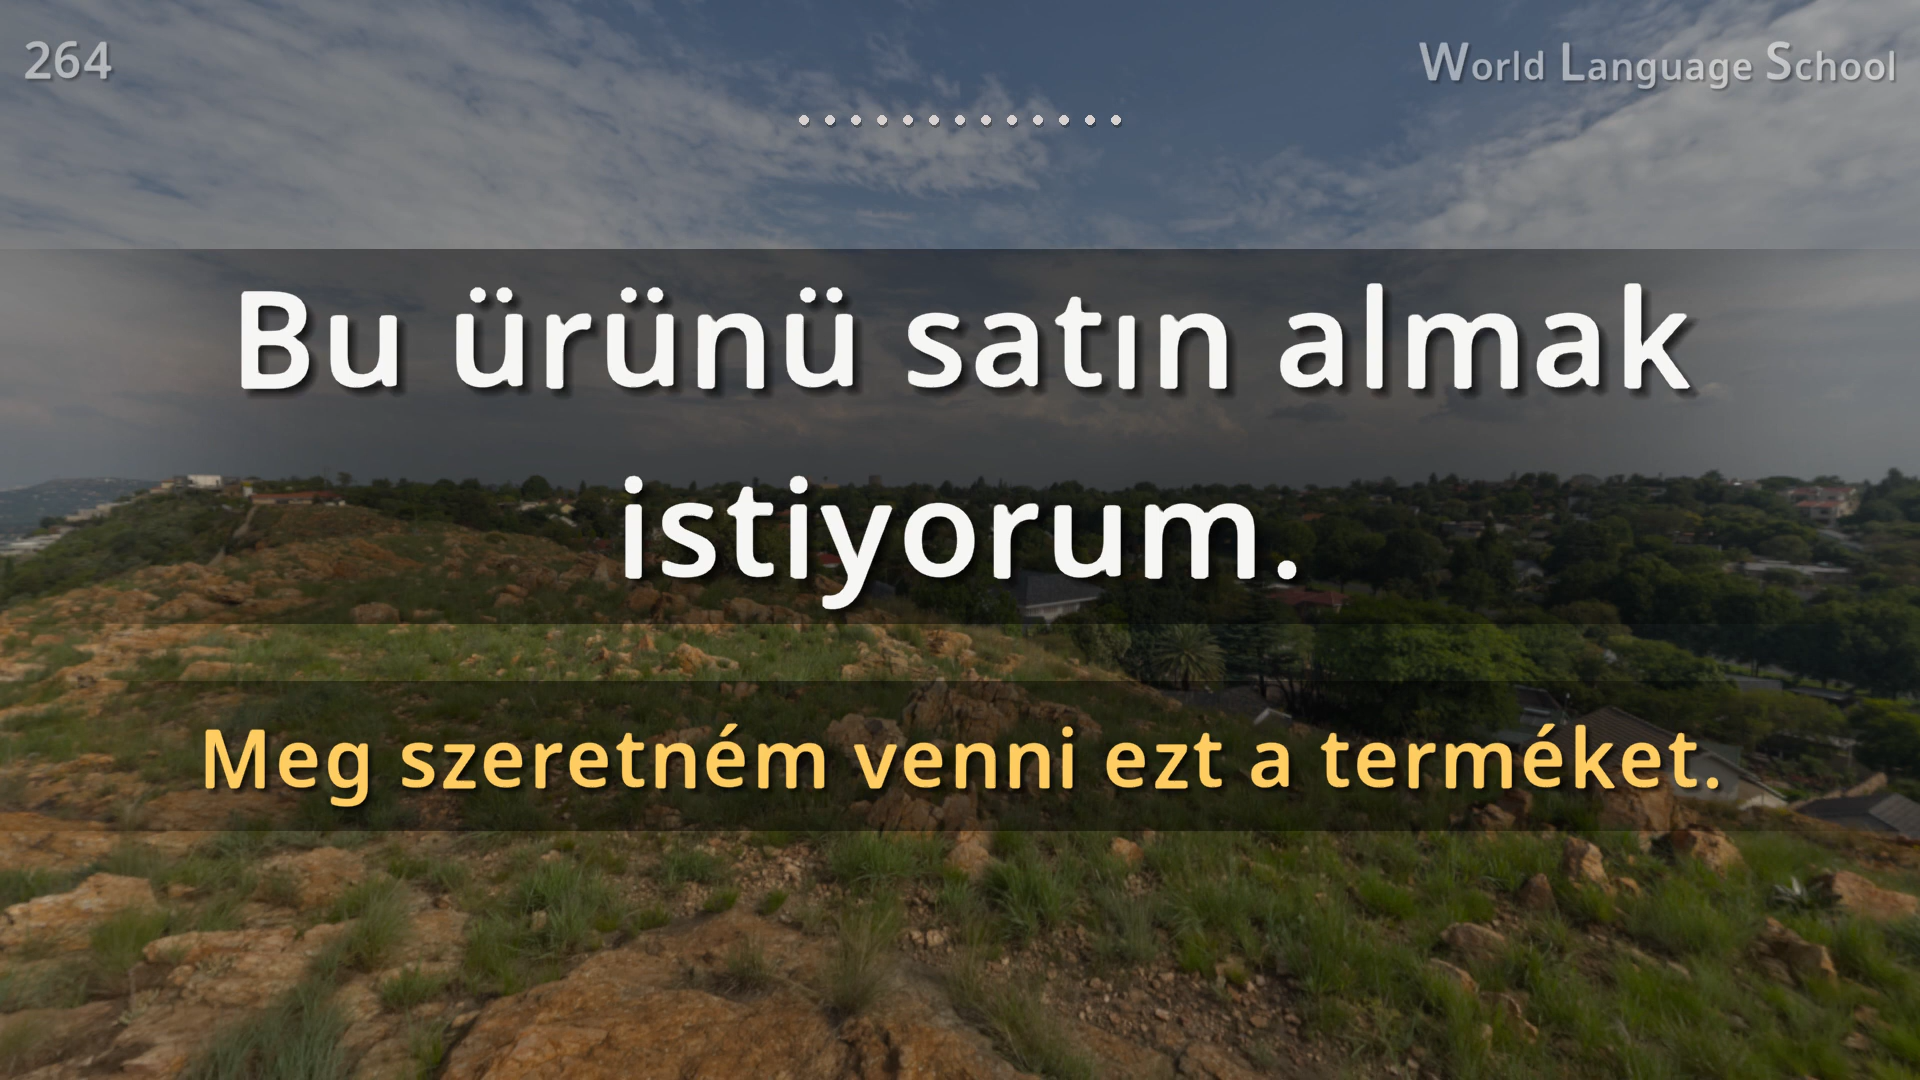 264
World Language School
Bu ürünü satın almak
istiyorum.
Meg szeretném venni ezt a terméket.